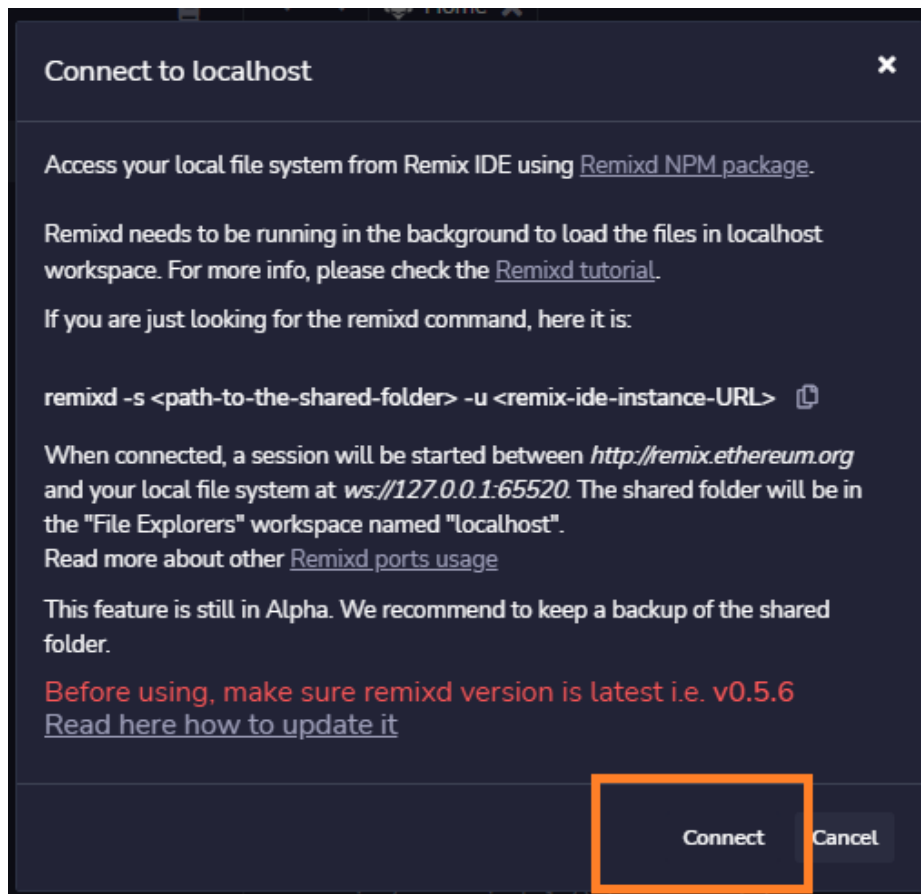 Home
Connect to localhost
Access your local file system from Remix IDE using Remixd NPM package.
Remixd needs to be running in the background to load the files in localhost
workspace. For more info, please check the Remixd tutorial.
If you are just looking for the remixd command, here it is:
remixd -s <path-to-the-shared-folder> -u <remix-ide-instance-URL>
When connected, a session will be started between http://remix.ethereum.org
and your local file system at ws://127.0.0.1:65520. The shared folder will be in
the "File Explorers" workspace named "localhost".
Read more about other Remixd ports usage
This feature is still in Alpha. We recommend to keep a backup of the shared
folder.
Before using, make sure remixd version is latest i.e. v0.5.6
Read here how to update it
Connect Cancel